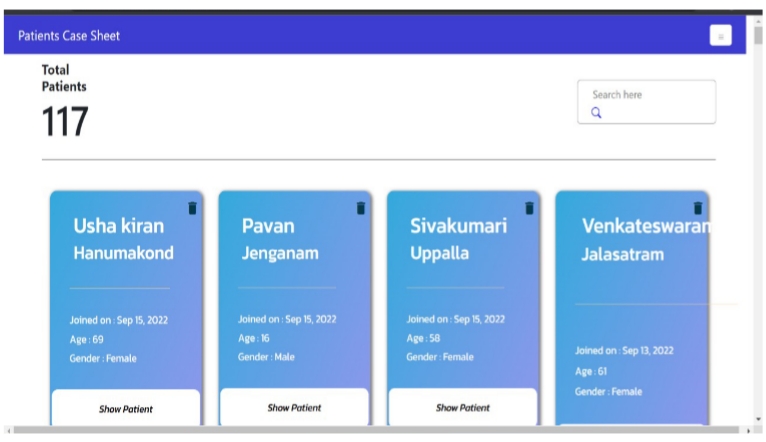 Patients Case Sheet
Total
Patients
117
Search here
Usha kiran
Hanumakond
Joined on : Sep 15, 2022
Age : 69
Gender : Female
Show Patient
Pavan
Jenganam
Joined on : Sep 15, 2022
Age : 16
Gender : Male
Show Patient
Sivakumari
Uppalla
Joined on : Sep 15, 2022
Age : 58
Gender : Female
Show Patient
Venkateswaran
Jalasatram
Joined on : Sep 13, 2022
Age : 61
Gender : Female